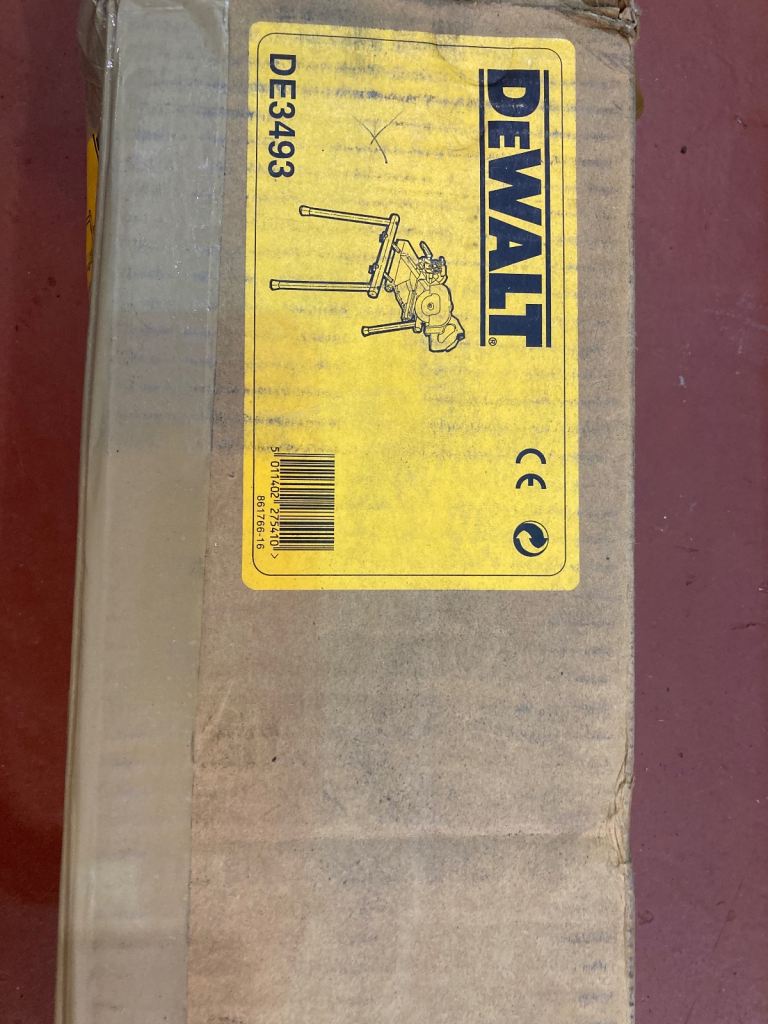 DEWALT®
DE3493
CE
5 011402 275410 >
861766-16